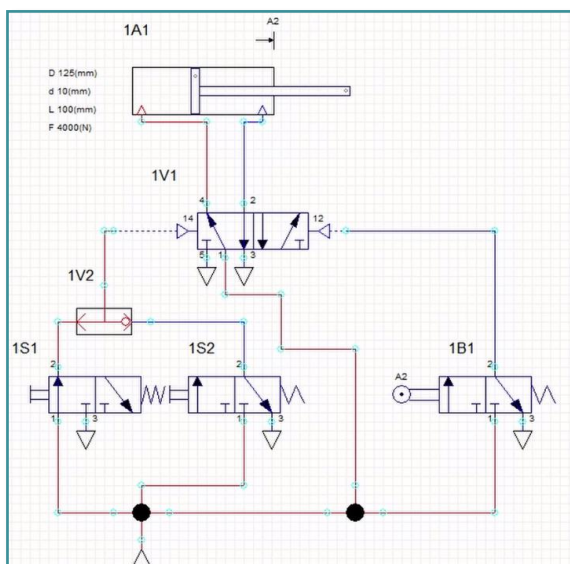 1A1
A2
D 125(mm)
d 10(mm)
L 100(mm)
F 4000(N)
1V1
4 2
14 12
5 1 3
1V2
1S1 1S2 1B1
2 2 2
A2
1 3 1 3 1 3